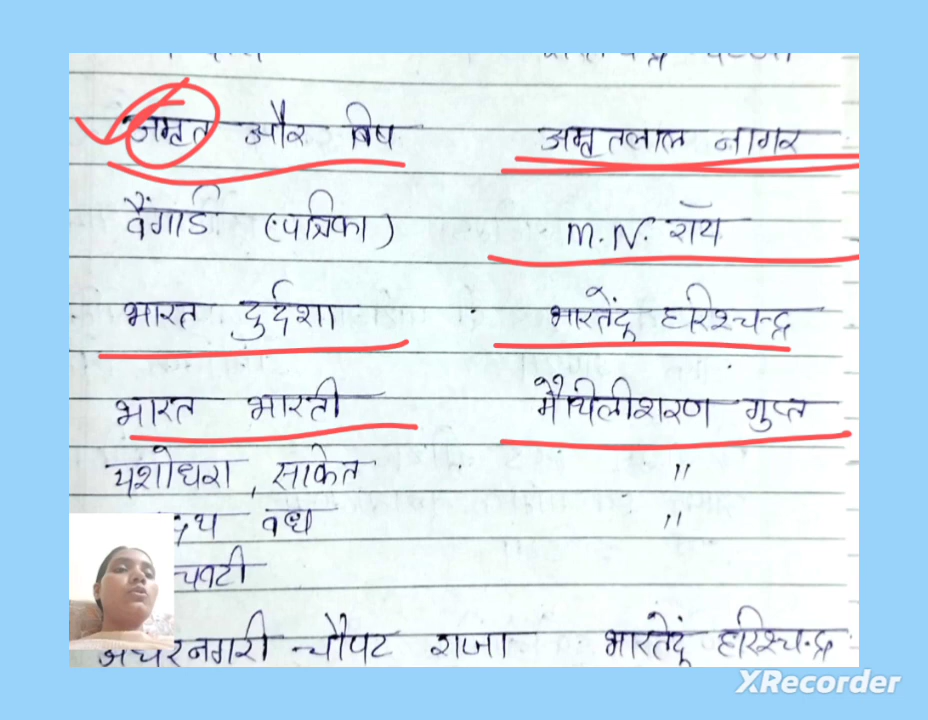 अमृत और विष अमृतलाल नागर
वैंगार्ड (पत्रिका) M.N. रॉय
भारत दुर्दशा भारतेंदू हरिश्चन्द्र
भारत भारती मैथिलीशरण गुप्त
यशोधरा, साकेत "
वध "
भारतेदूं हरिश्चन्द्र नगरी चौपट राजा
XRecorder